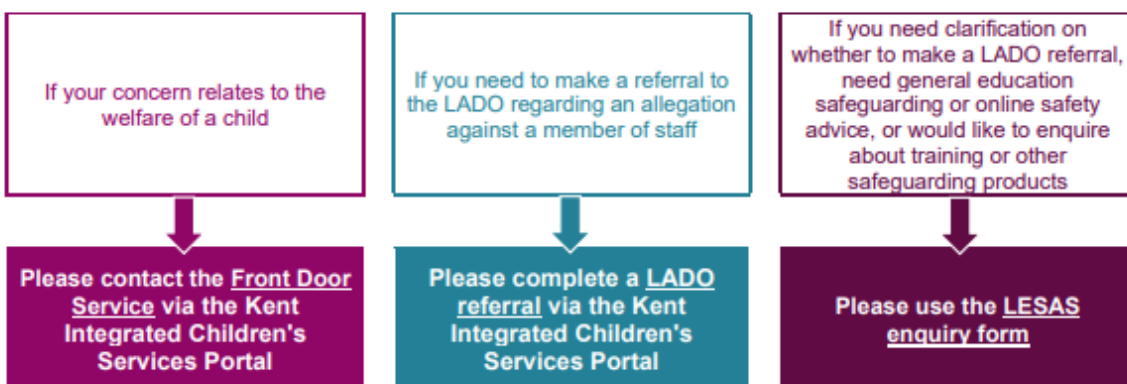 If your concern relates to the
welfare of a child
Please contact the Front Door
Service via the Kent
Integrated Children's
Services Portal
If you need to make a referral to
the LADO regarding an allegation
against a member of staff
Please complete a LADO
referral via the Kent
Integrated Children's
Services Portal
If you need clarification on
whether to make a LADO referral,
need general education
safeguarding or online safety
advice, or would like to enquire
about training or other
safeguarding products
Please use the LESAS
enquiry form